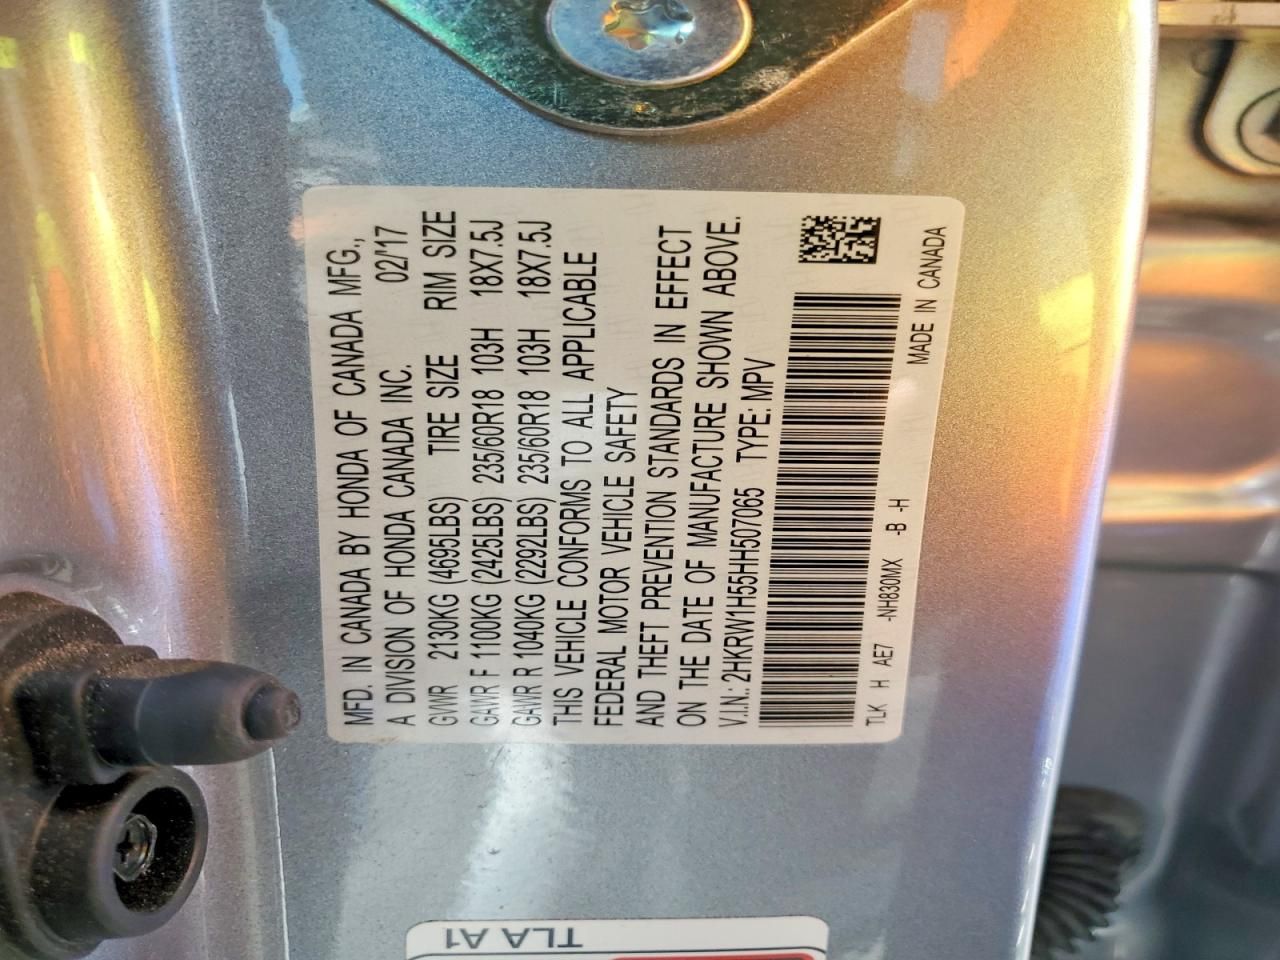 MFD. IN CANADA BY HONDA OF CANADA MFG.,
A DIVISION OF HONDA CANADA INC. 02/17
GVWR 2130KG (4695LBS) TIRE SIZE RIM SIZE
GAWR F 1100KG (2425LBS) 235/60R18 103H 18X7.5J
GAWR R 1040KG (2292LBS) 235/60R18 103H 18X7.5J
THIS VEHICLE CONFORMS TO ALL APPLICABLE
FEDERAL MOTOR VEHICLE SAFETY
AND THEFT PREVENTION STANDARDS IN EFFECT
ON THE DATE OF MANUFACTURE SHOWN ABOVE.
V.I.N.: 2HKRW1H55HH507065 TYPE: MPV
TLK H AE7 -NH830MX -B -H
MADE IN CANADA
TLA A1